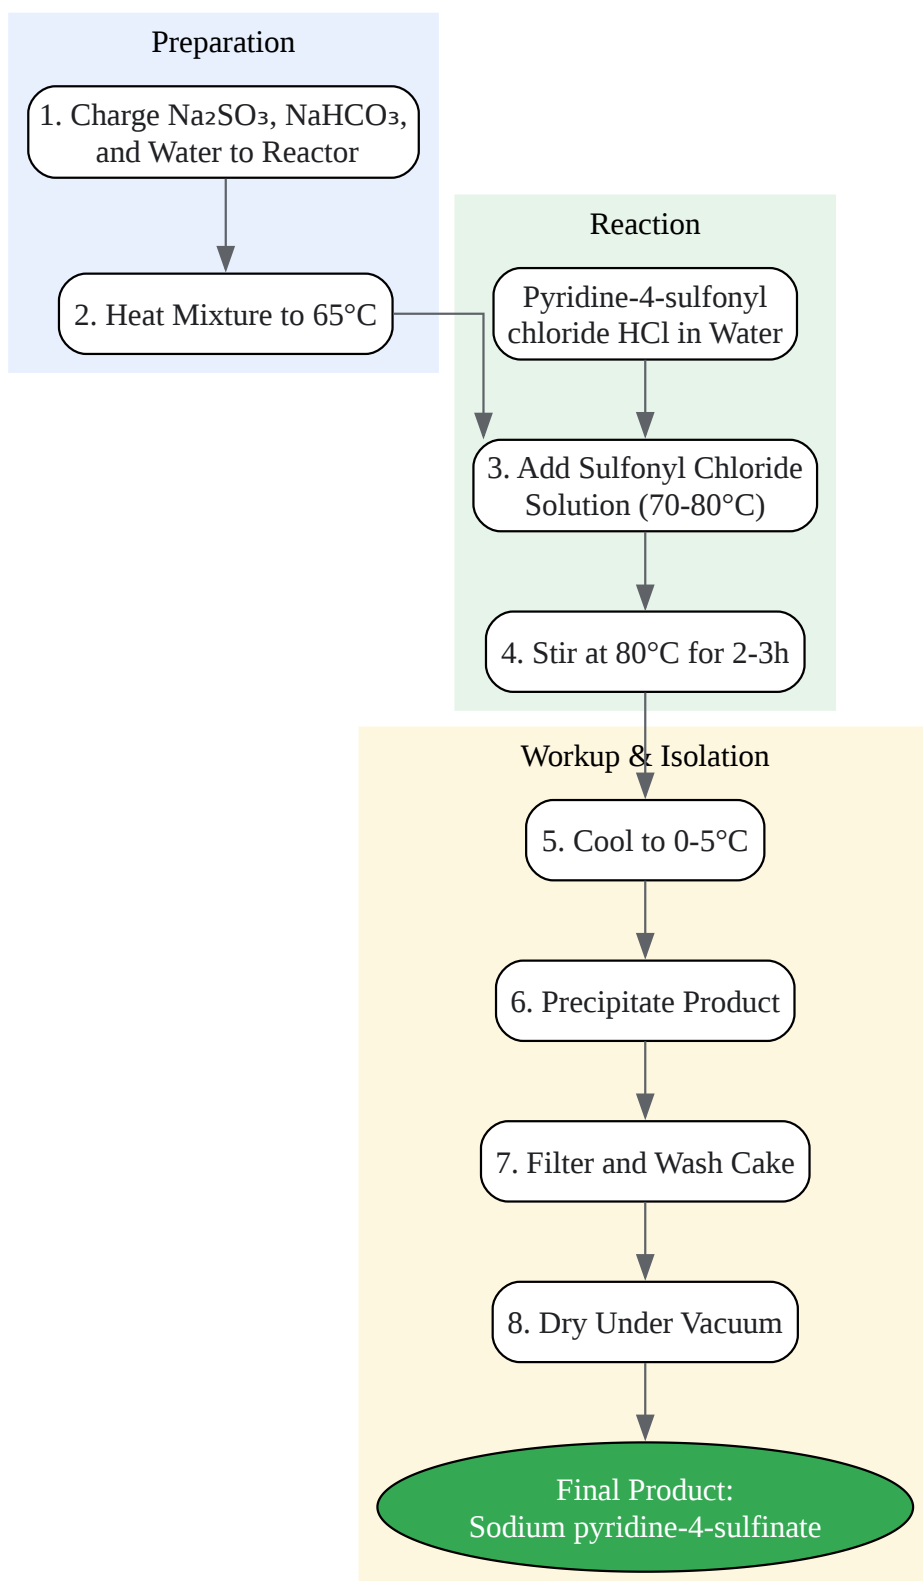 Preparation
1. Charge Na₂SO₃, NaHCO₃,
and Water to Reactor
2. Heat Mixture to 65°C
Reaction
Pyridine-4-sulfonyl
chloride HCl in Water
3. Add Sulfonyl Chloride
Solution (70-80°C)
4. Stir at 80°C for 2-3h
Workup & Isolation
5. Cool to 0-5°C
6. Precipitate Product
7. Filter and Wash Cake
8. Dry Under Vacuum
Final Product:
Sodium pyridine-4-sulfinate